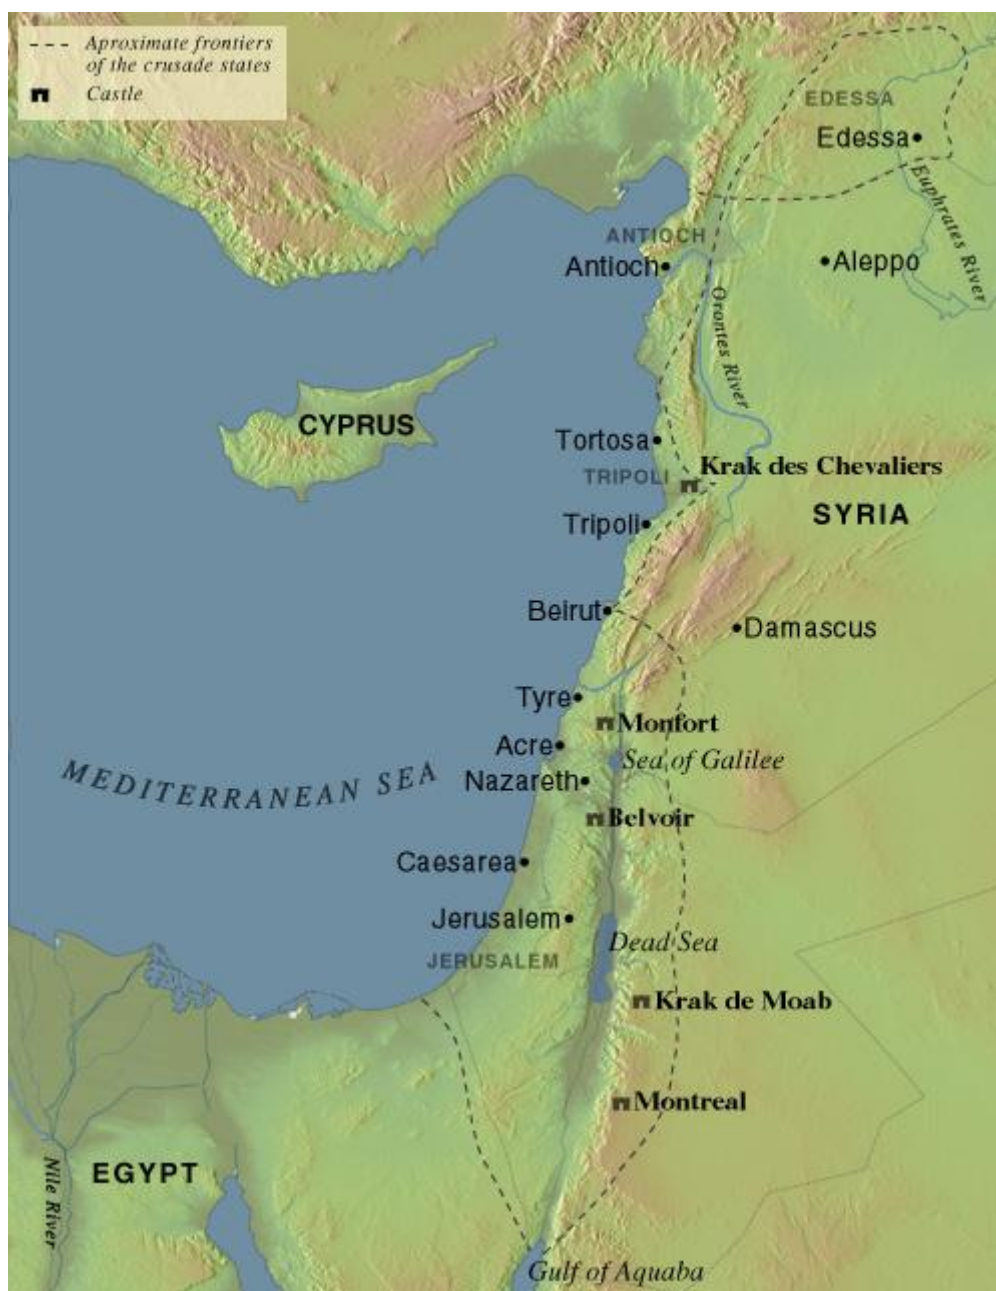 Aproximate frontiers
of the crusade states
Castle
EDESSA
Edessa
Euphrates River
ANTIOCH
Antioch
Aleppo
Orontes River
CYPRUS
Tortosa
Krak des Chevaliers
TRIPOLI
SYRIA
Tripoli
Beirut
Damascus
Tyre
Monfort
Acre
Sea of Galilee
MEDITERRANEAN SEA
Nazareth
Belvoir
Caesarea
Jerusalem
Dead Sea
JERUSALEM
Krak de Moab
Montreal
EGYPT
Nile River
Gulf of Aquaba